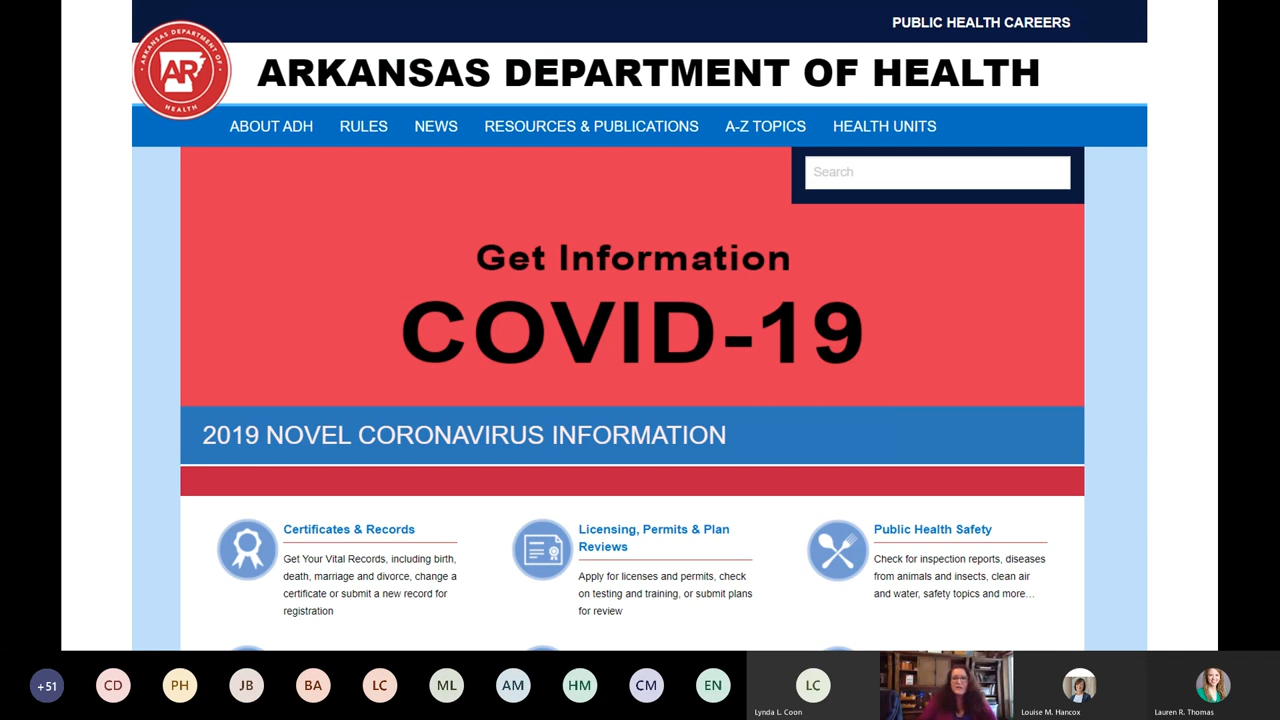 PUBLIC HEALTH CAREERS
ARKANSAS DEPARTMENT OF
AR
HEALTH
ARKANSAS DEPARTMENT OF HEALTH
ABOUT ADH RULES NEWS RESOURCES & PUBLICATIONS A-Z TOPICS HEALTH UNITS
Search
Get Information
COVID-19
2019 NOVEL CORONAVIRUS INFORMATION
Certificates & Records
Get Your Vital Records, including birth,
death, marriage and divorce, change a
certificate or submit a new record for
registration
Licensing, Permits & Plan
Reviews
Apply for licenses and permits, check
on testing and training, or submit plans
for review
Public Health Safety
Check for inspection reports, diseases
from animals and insects, clean air
and water, safety topics and more...
+51 CD PH JB BA LC ML AM HM CM EN LC
Lynda L. Coon Louise M. Hancox Lauren R. Thomas